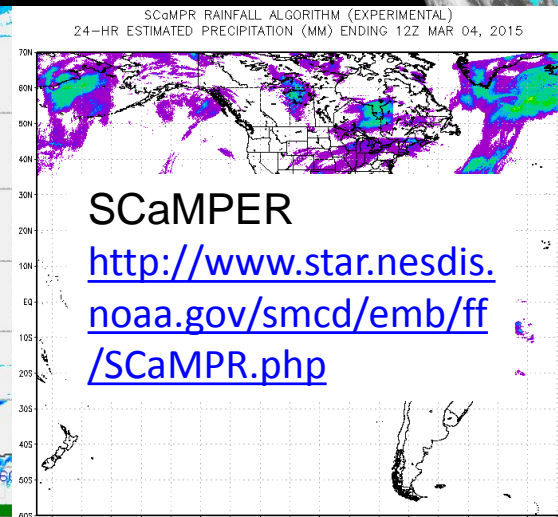 SCaMPR RAINFALL ALGORITHM (EXPERIMENTAL)
24-HR ESTIMATED PRECIPITATION (MM) ENDING 12Z MAR 04, 2015
70N
60N
50N
40N
30N
20N
10N
EQ
10S
20S
30S
40S
50S
60S
SCaMPER
http://www.star.nesdis.
noaa.gov/smcd/emb/ff
/SCaMPR.php